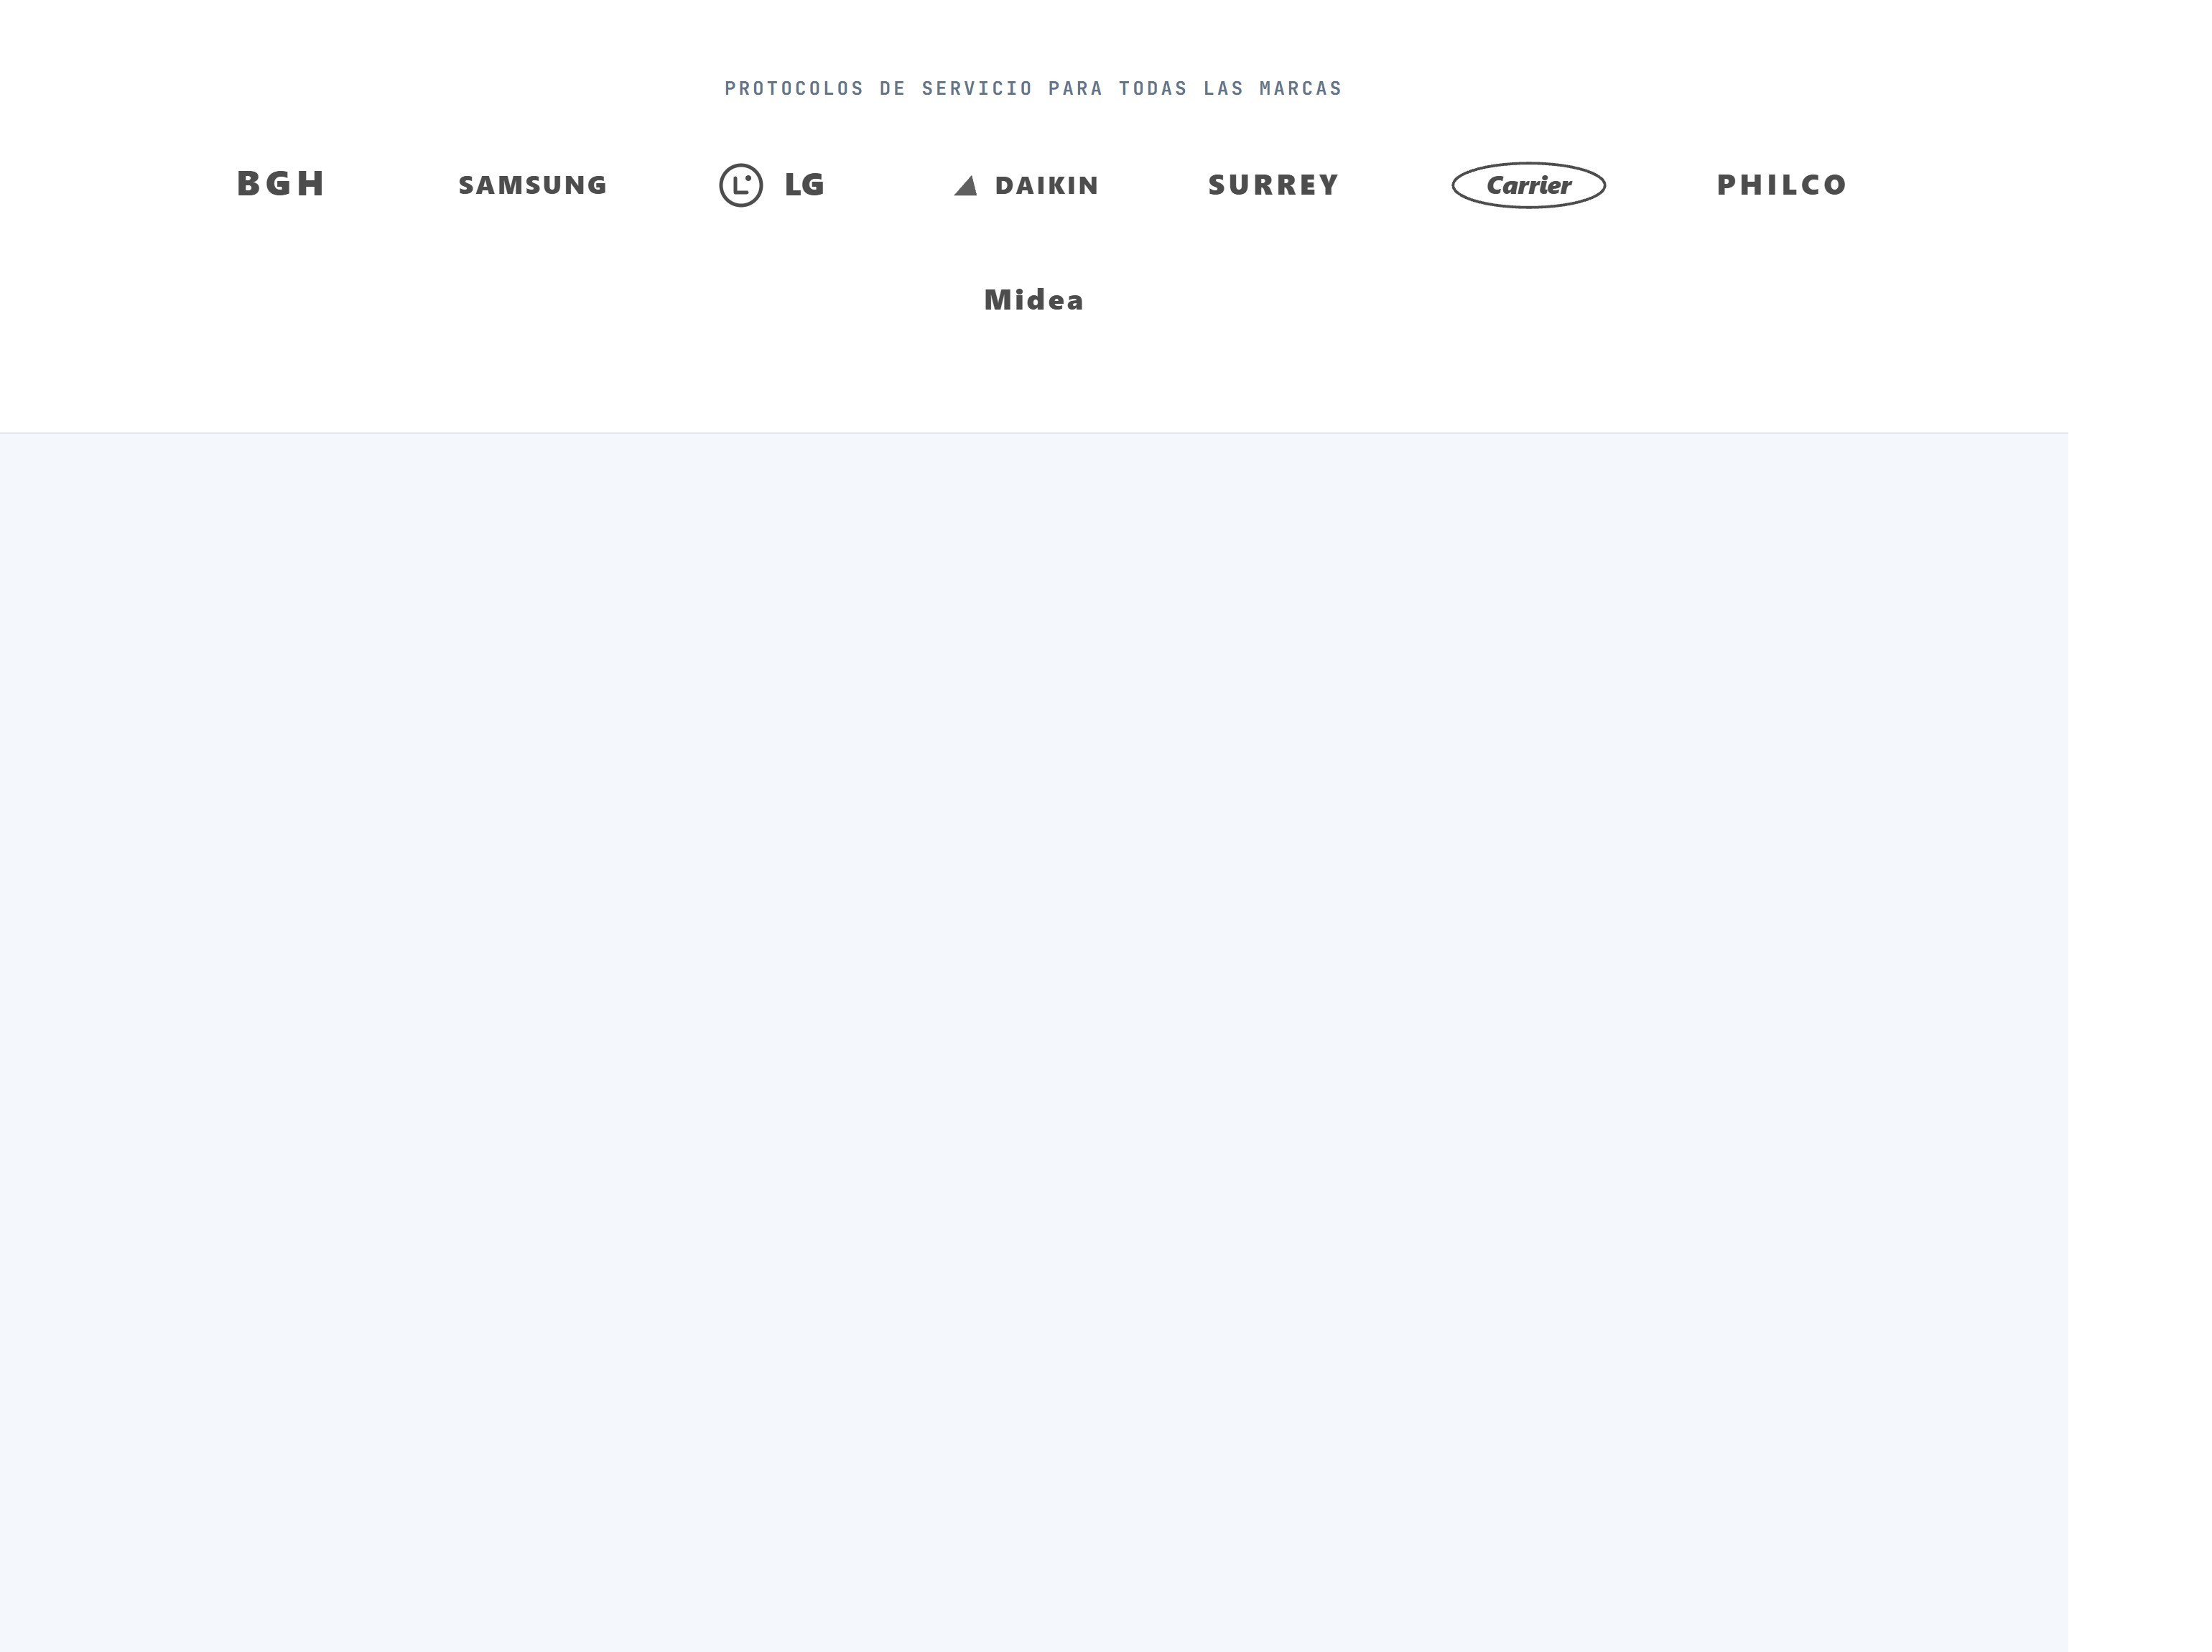 PROTOCOLOS DE SERVICIO PARA TODAS LAS MARCAS
BGH SAMSUNG LG DAIKIN SURREY Carrier PHILCO
Midea